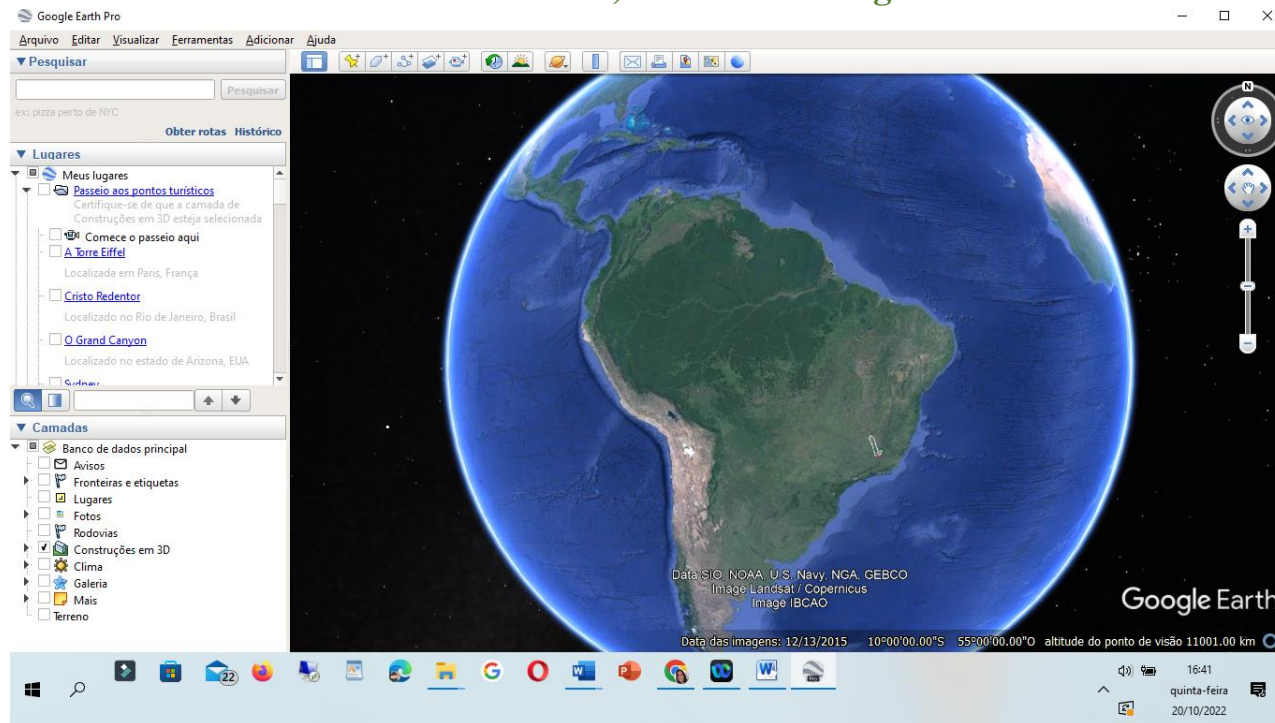 Google Earth Pro
Arquivo Editar Visualizar Ferramentas Adicionar Ajuda
Pesquisar
Pesquisar
ex: pizza perto de NYC
Obter rotas Histórico
Lugares
Meus lugares
Passeio aos pontos turísticos
Certifique-se de que a camada de
Construções em 3D esteja selecionada
Comece o passeio aqui
A Torre Eiffel
Localizada em Paris, França
Cristo Redentor
Localizado no Rio de Janeiro, Brasil
O Grand Canyon
Localizado no estado de Arizona, EUA
Sydney
Camadas
Banco de dados principal
Avisos
Fronteiras e etiquetas
Lugares
Fotos
Rodovias
Construções em 3D
Clima
Galeria
Mais
Terreno
N
Data SIO, NOAA, U.S. Navy, NGA, GEBCO
Image Landsat / Copernicus
Image IBCAO
Google Earth
Data das imagens: 12/13/2015 10°00'00.00"S 55°00'00.00"O altitude do ponto de visão 11001.00 km
22
16:41
quinta-feira
20/10/2022